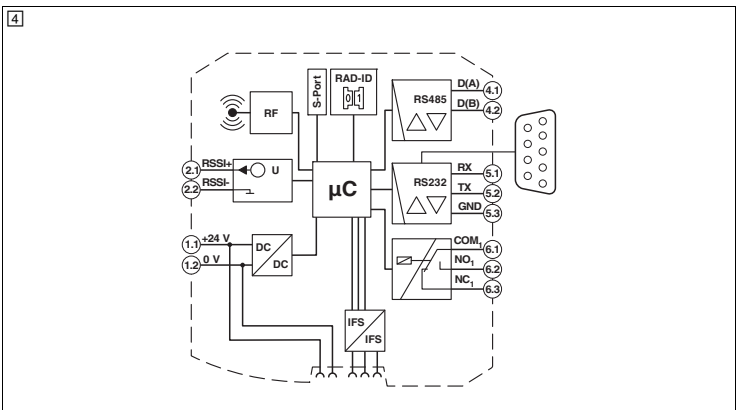 4
S-Port
RAD-ID
0 1
RF
RS485
D(A)
4.1
D(B)
4.2
2.1
RSSI+
U
2.2
RSSI-
µC
RS232
RX
5.1
TX
5.2
GND
5.3
1.1
+24 V
1.2
0 V
DC
DC
COM1
6.1
NO1
6.2
NC1
6.3
IFS
IFS